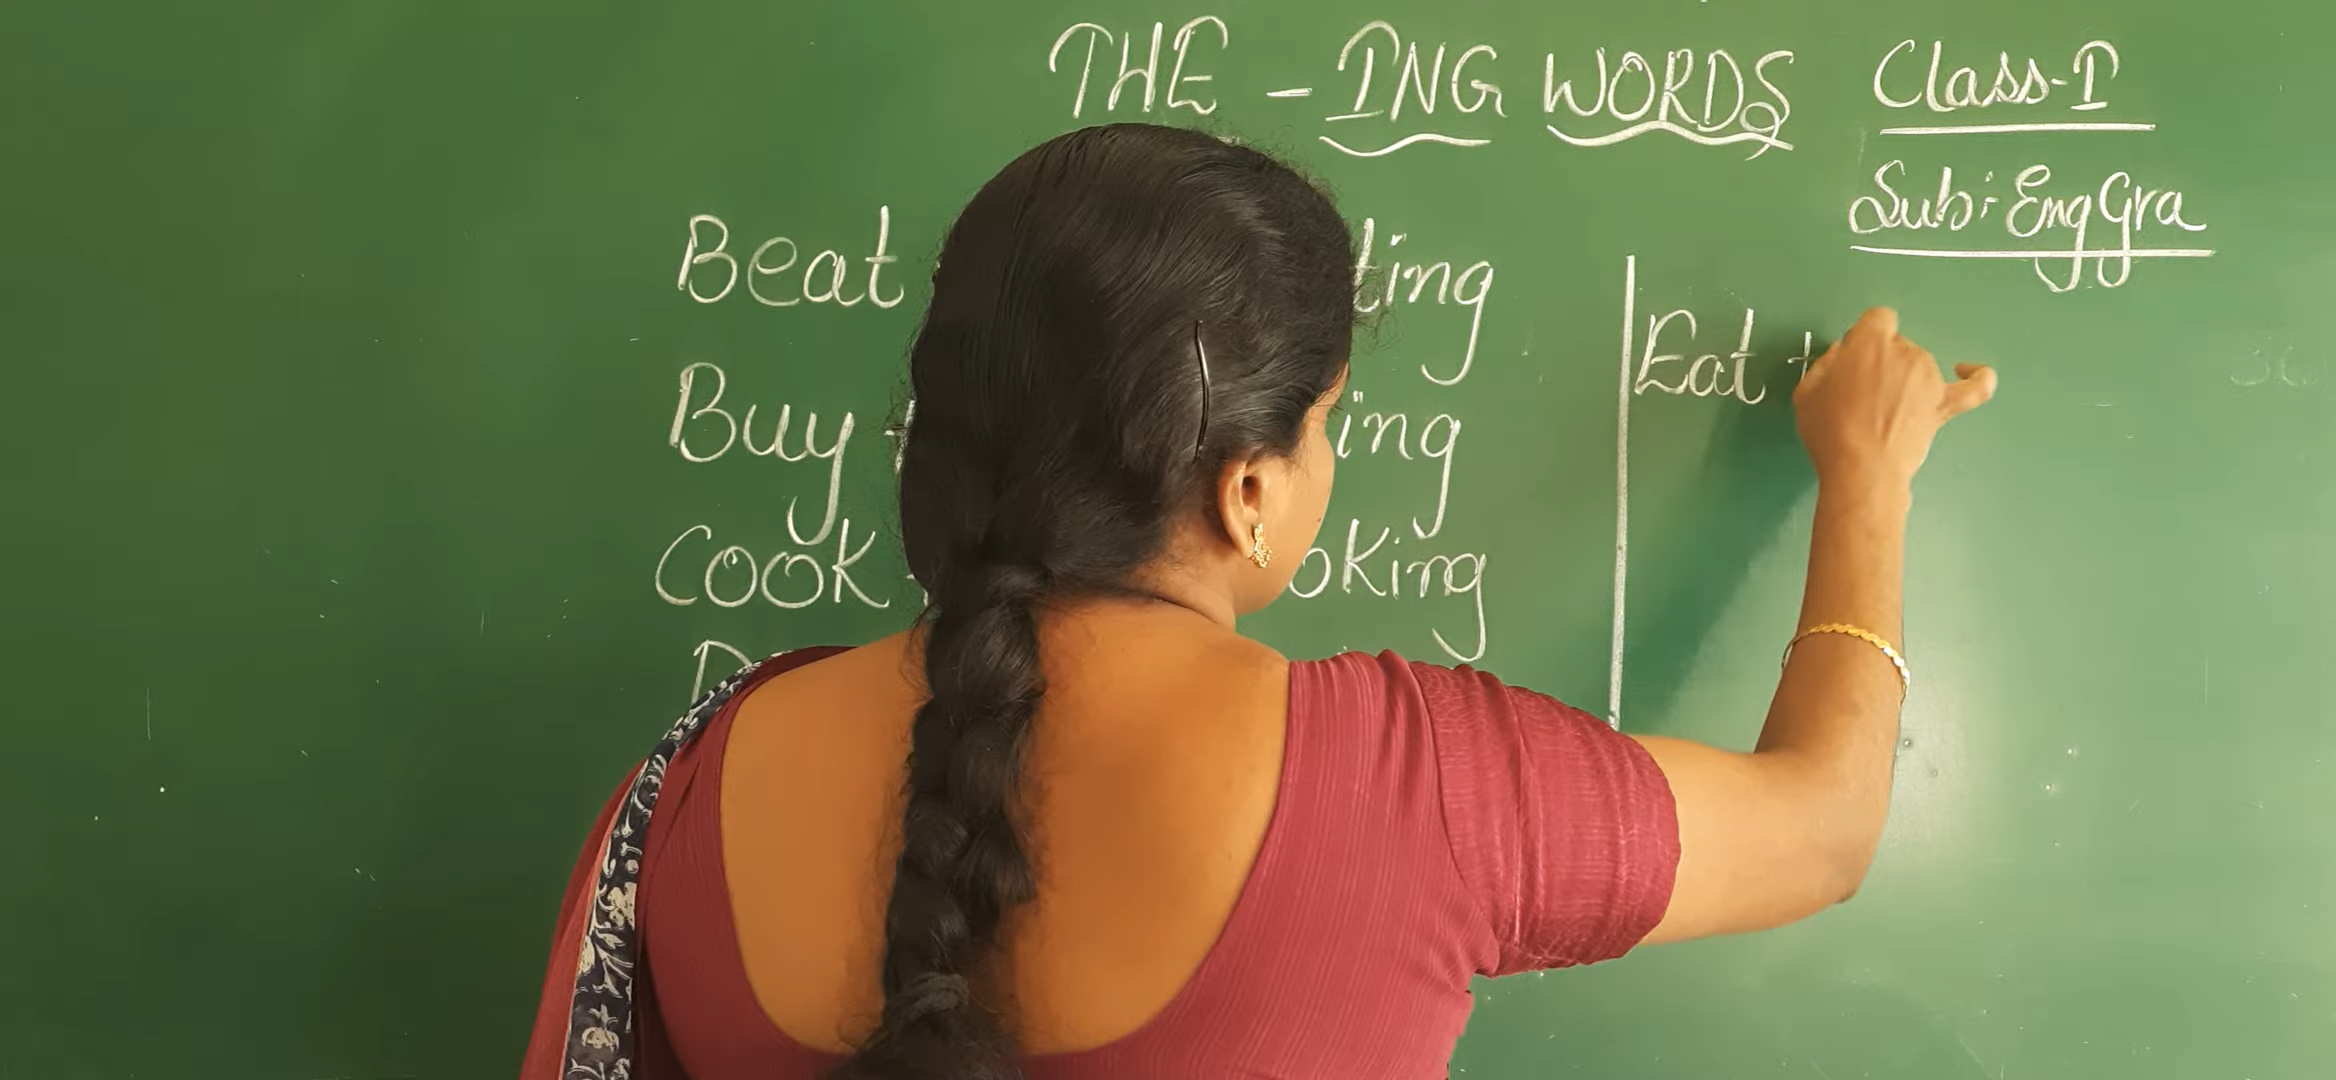 THE - ING WORDS
Class-I
Sub: Eng Gra
Beat ting
Buy + ing
Cook oking
D
Eat +